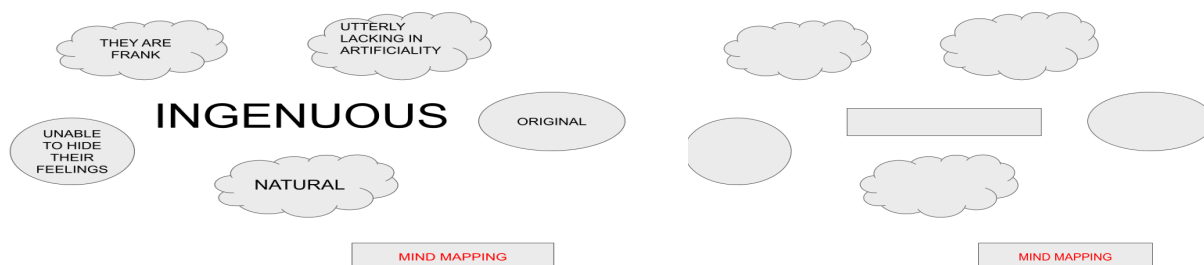 THEY ARE
FRANK
UTTERLY
LACKING IN
ARTIFICIALITY
INGENUOUS
ORIGINAL
UNABLE
TO HIDE
THEIR
FEELINGS
NATURAL
MIND MAPPING
MIND MAPPING